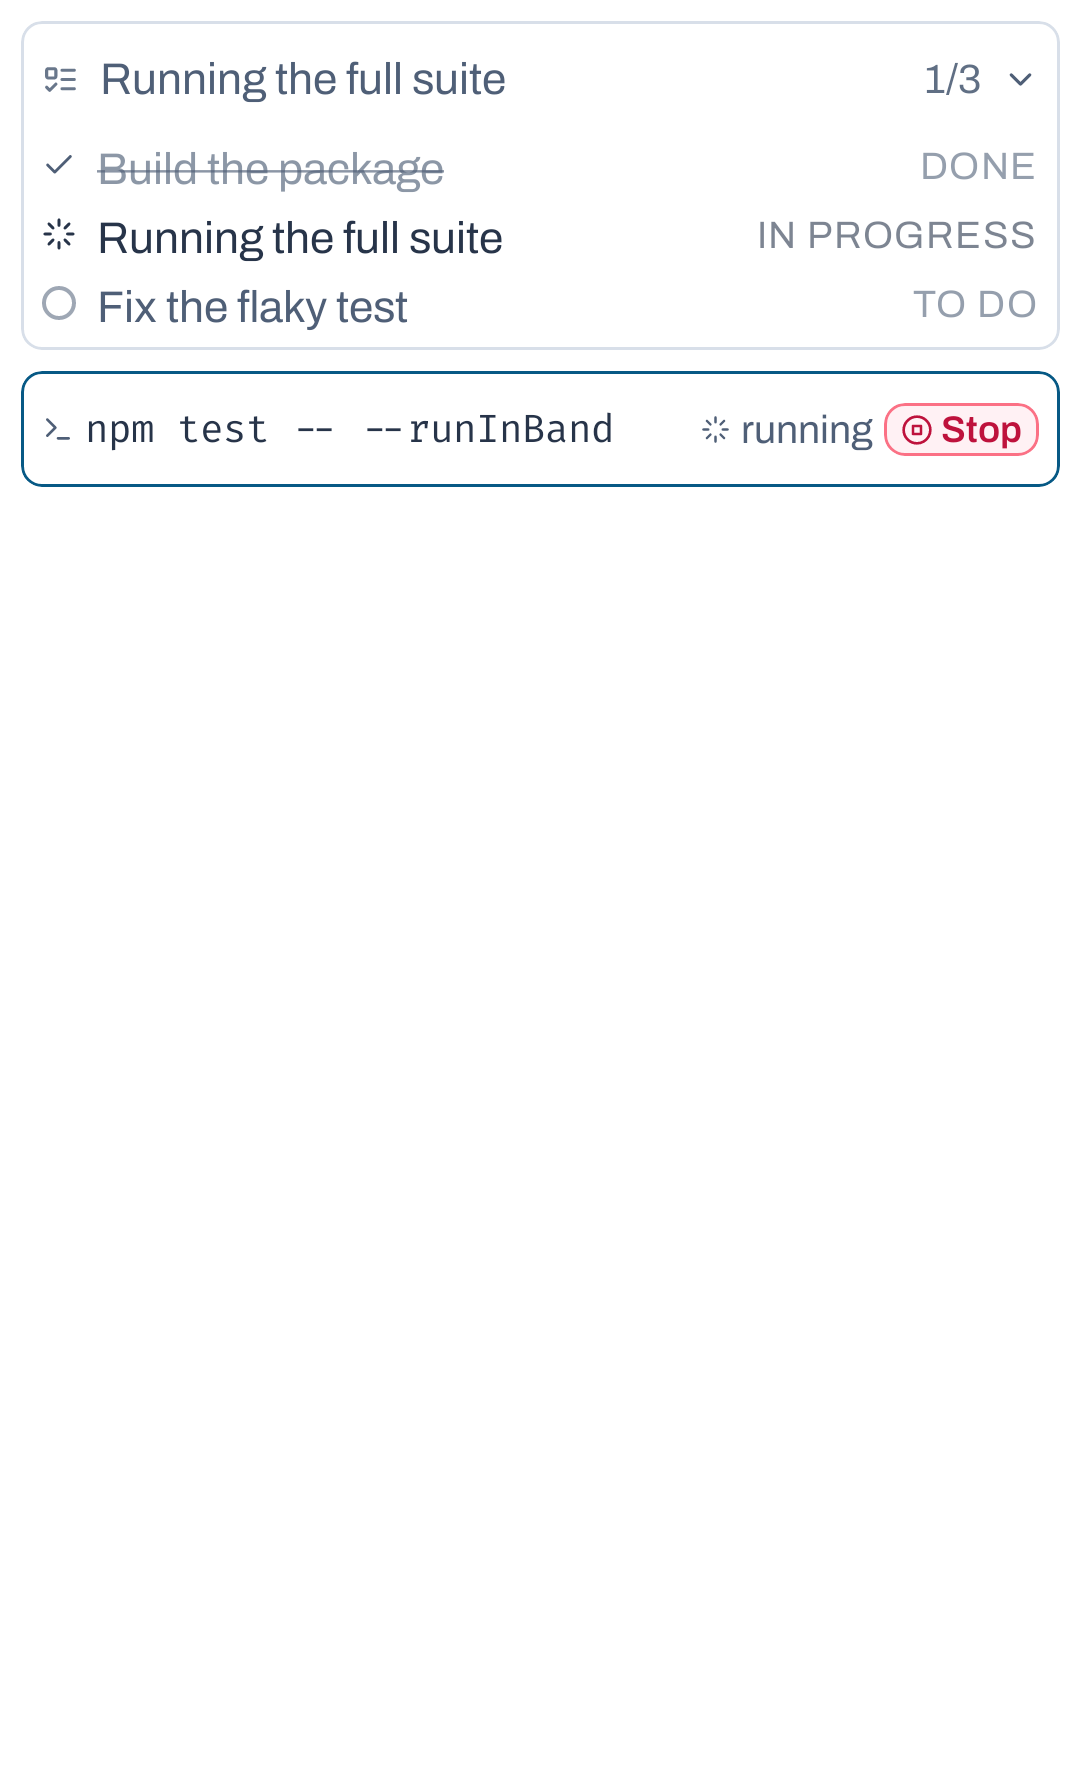 Running the full suite 1/3
Build the package DONE
Running the full suite IN PROGRESS
Fix the flaky test TO DO
npm test -- --runInBand running Stop